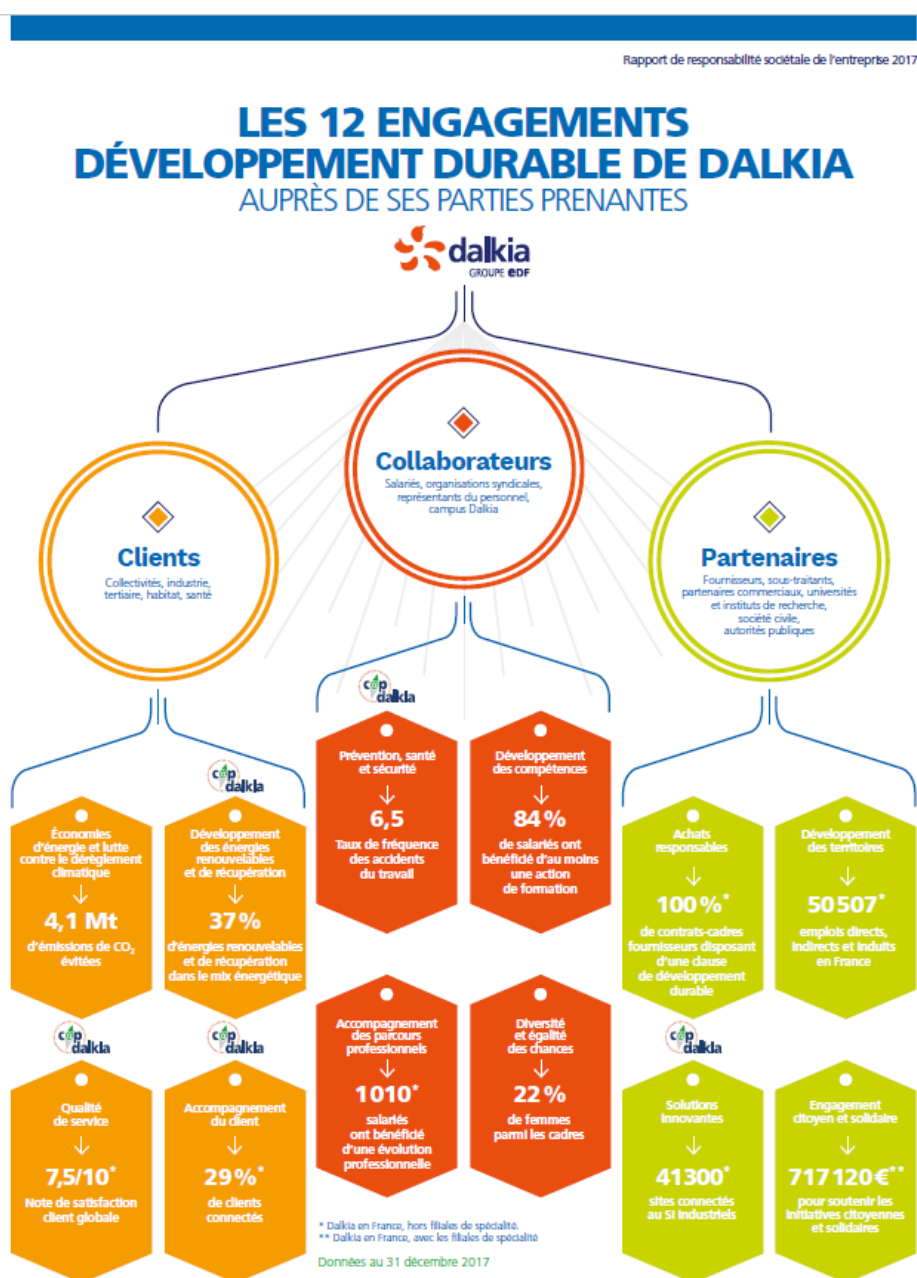 Rapport de responsabilité sociétale de l'entreprise 2017
LES 12 ENGAGEMENTS
DÉVELOPPEMENT DURABLE DE DALKIA
AUPRÈS DE SES PARTIES PRENANTES
dalkia
GROUPE EDF
Collaborateurs
Salariés, organisations syndicales,
représentants du personnel,
campus Dalkia
Clients
Collectivités, industrie,
tertiaire, habitat, santé
Partenaires
Fournisseurs, sous-traitants,
partenaires commerciaux, universités
et instituts de recherche,
société civile,
autorités publiques
Économies
d'énergie et lutte
contre le dérèglement
climatique
4,1 Mt
d'émissions de CO₂
évitées
cap
dalkia
Développement
des énergies
renouvelables
et de récupération
37 %
d'énergies renouvelables
et de récupération
dans le mix énergétique
cap
dalkia
Qualité
de service
7,5/10*
Note de satisfaction
client globale
cap
dalkia
Accompagnement
du client
29 %*
de clients
connectés
cap
dalkia
Prévention, santé
et sécurité
6,5
Taux de fréquence
des accidents
du travail
Développement
des compétences
84 %
de salariés ont
bénéficié d'au moins
une action
de formation
Accompagnement
des parcours
professionnels
1010*
salariés
ont bénéficié
d'une évolution
professionnelle
Diversité
et égalité
des chances
22 %
de femmes
parmi les cadres
Achats
responsables
100 %*
de contrats-cadres
fournisseurs disposant
d'une clause
de développement
durable
Développement
des territoires
50 507*
emplois directs,
indirects et induits
en France
cap
dalkia
Solutions
innovantes
41300*
sites connectés
au SI industriels
Engagement
citoyen et solidaire
717 120 €**
pour soutenir les
initiatives citoyennes
et solidaires
* Dalkia en France, hors filiales de spécialité.
** Dalkia en France, avec les filiales de spécialité
Données au 31 décembre 2017